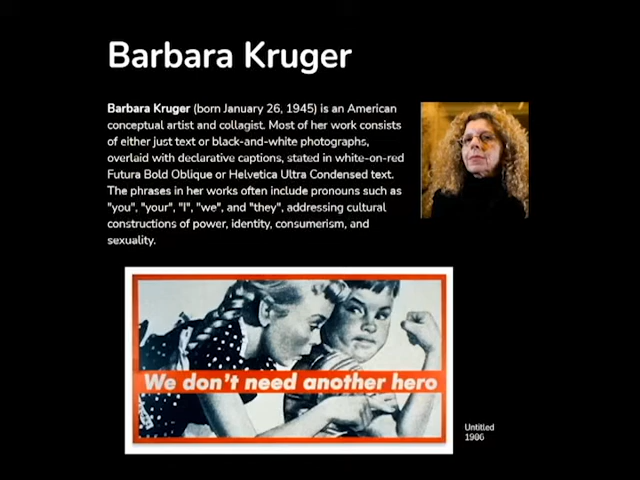 Barbara Kruger
Barbara Kruger (born January 26, 1945) is an American
conceptual artist and collagist. Most of her work consists
of either just text or black-and-white photographs,
overlaid with declarative captions, stated in white-on-red
Futura Bold Oblique or Helvetica Ultra Condensed text.
The phrases in her works often include pronouns such as
"you", "your", "I", "we", and "they", addressing cultural
constructions of power, identity, consumerism, and
sexuality.
We don't need another hero
Untitled
1986